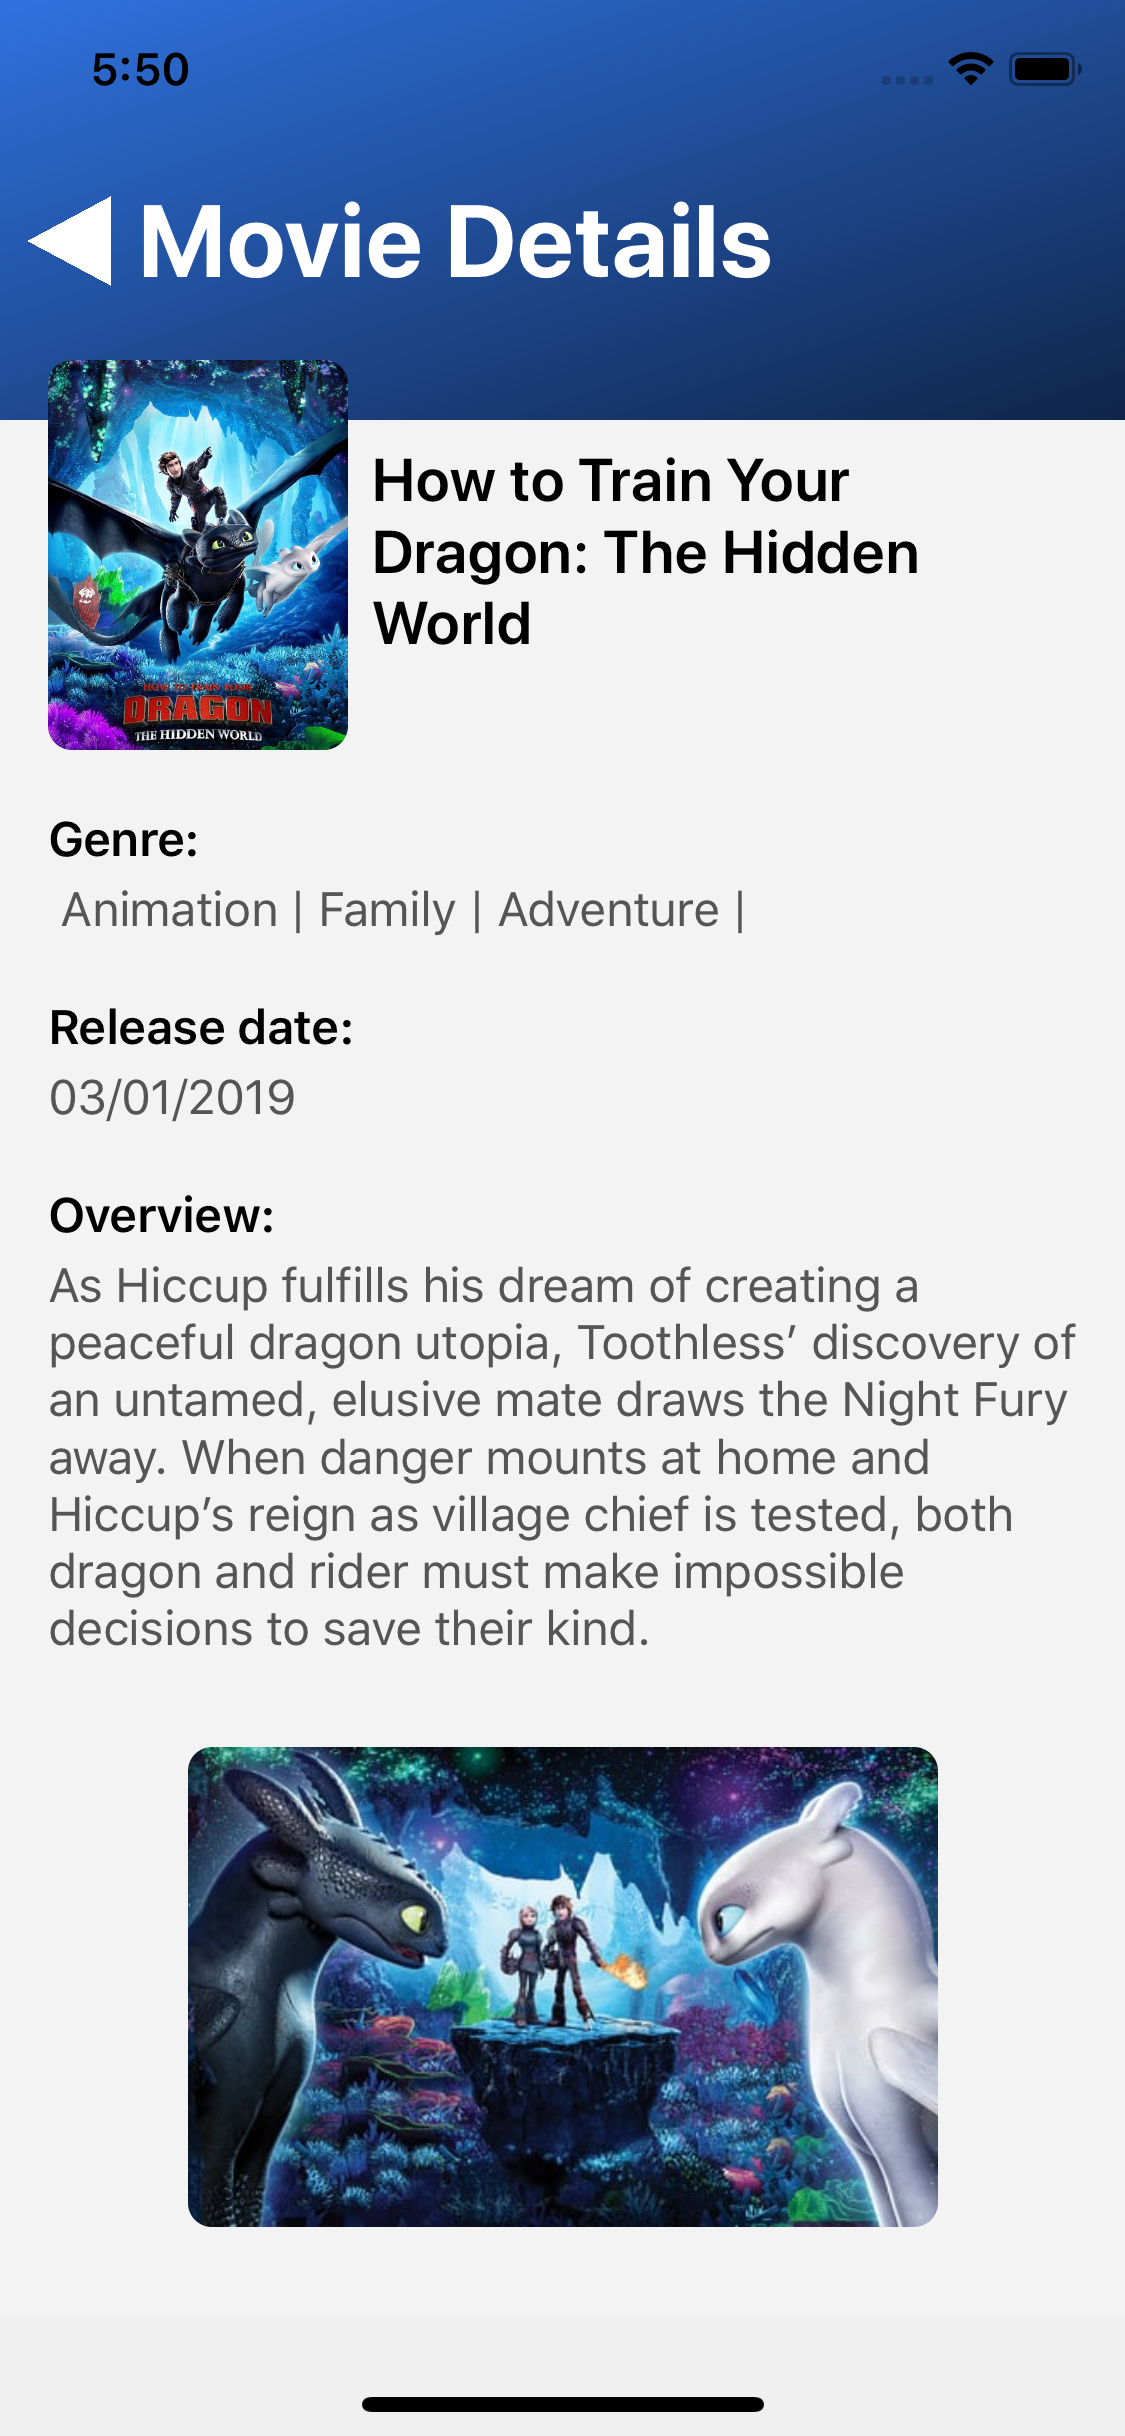 5:50
Movie Details
HOW TO TRAIN YOUR
DRAGON
THE HIDDEN WORLD
How to Train Your
Dragon: The Hidden
World
Genre:
Animation | Family | Adventure |
Release date:
03/01/2019
Overview:
As Hiccup fulfills his dream of creating a
peaceful dragon utopia, Toothless’ discovery of
an untamed, elusive mate draws the Night Fury
away. When danger mounts at home and
Hiccup’s reign as village chief is tested, both
dragon and rider must make impossible
decisions to save their kind.